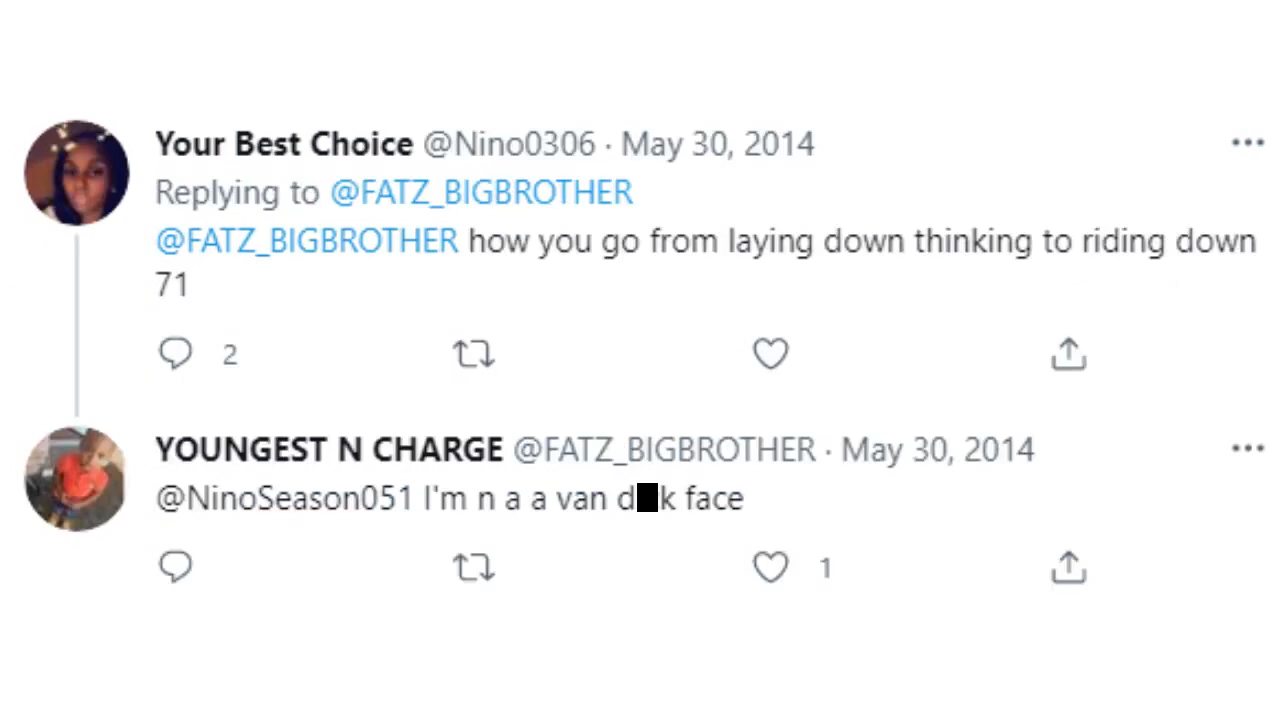 Your Best Choice @Nino0306 · May 30, 2014
Replying to @FATZ_BIGBROTHER
@FATZ_BIGBROTHER how you go from laying down thinking to riding down
71
2
YOUNGEST N CHARGE @FATZ_BIGBROTHER · May 30, 2014
@NinoSeason051 I'm n a a van d█k face
1